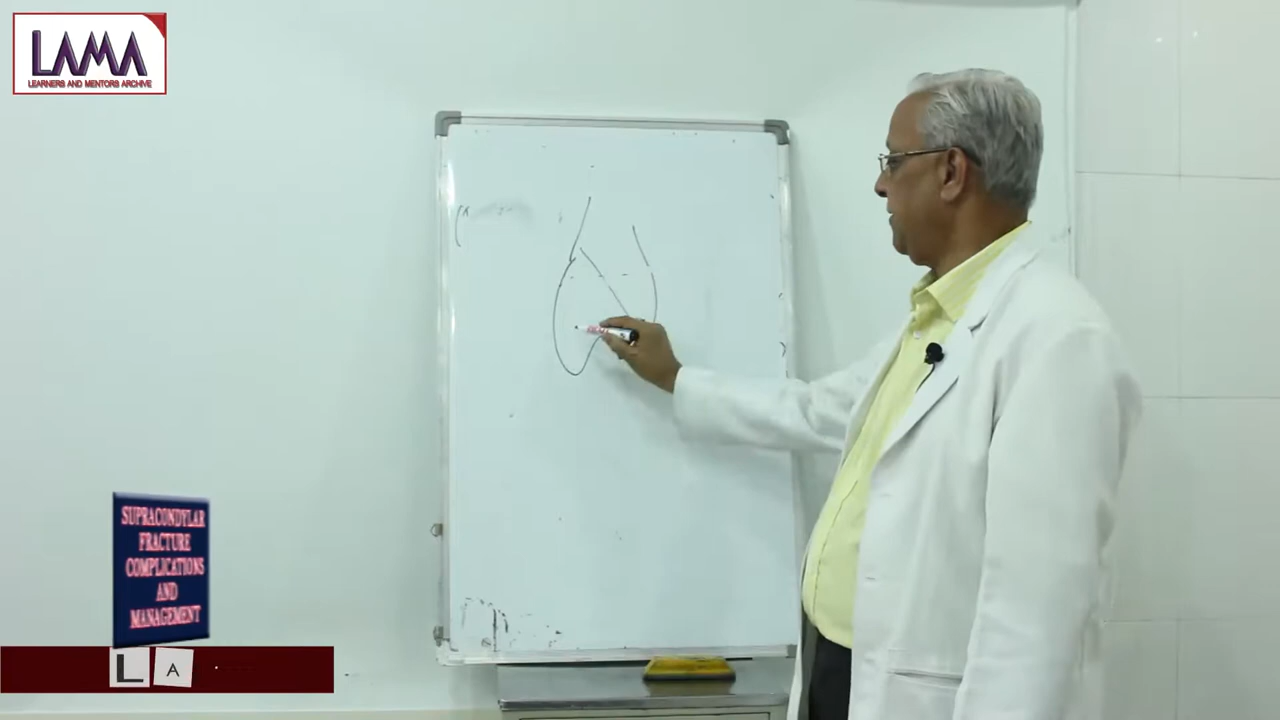 LAMA
LEARNERS AND MENTORS ARCHIVE
SUPRACONDYLAR
FRACTURE
COMPLICATIONS
AND
MANAGEMENT
L A